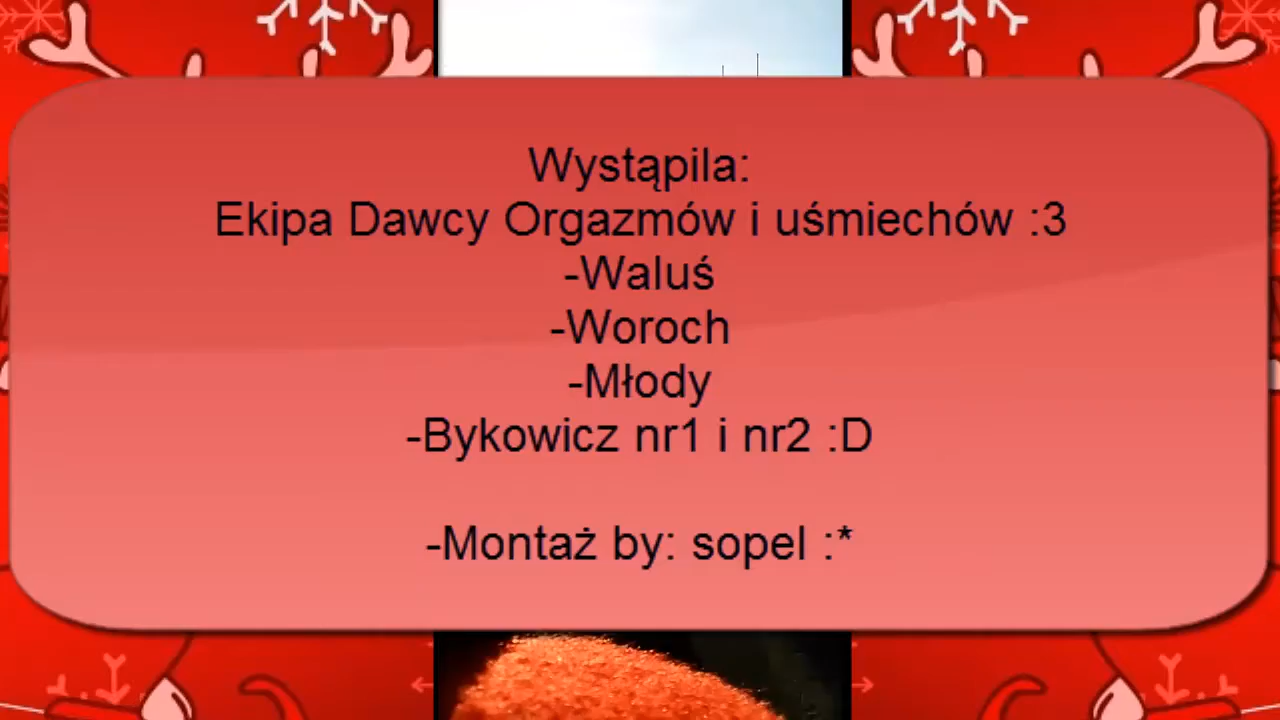 Wystąpila:
Ekipa Dawcy Orgazmów i uśmiechów :3
-Waluś
-Woroch
-Młody
-Bykowicz nr1 i nr2 :D
-Montaż by: sopel :*